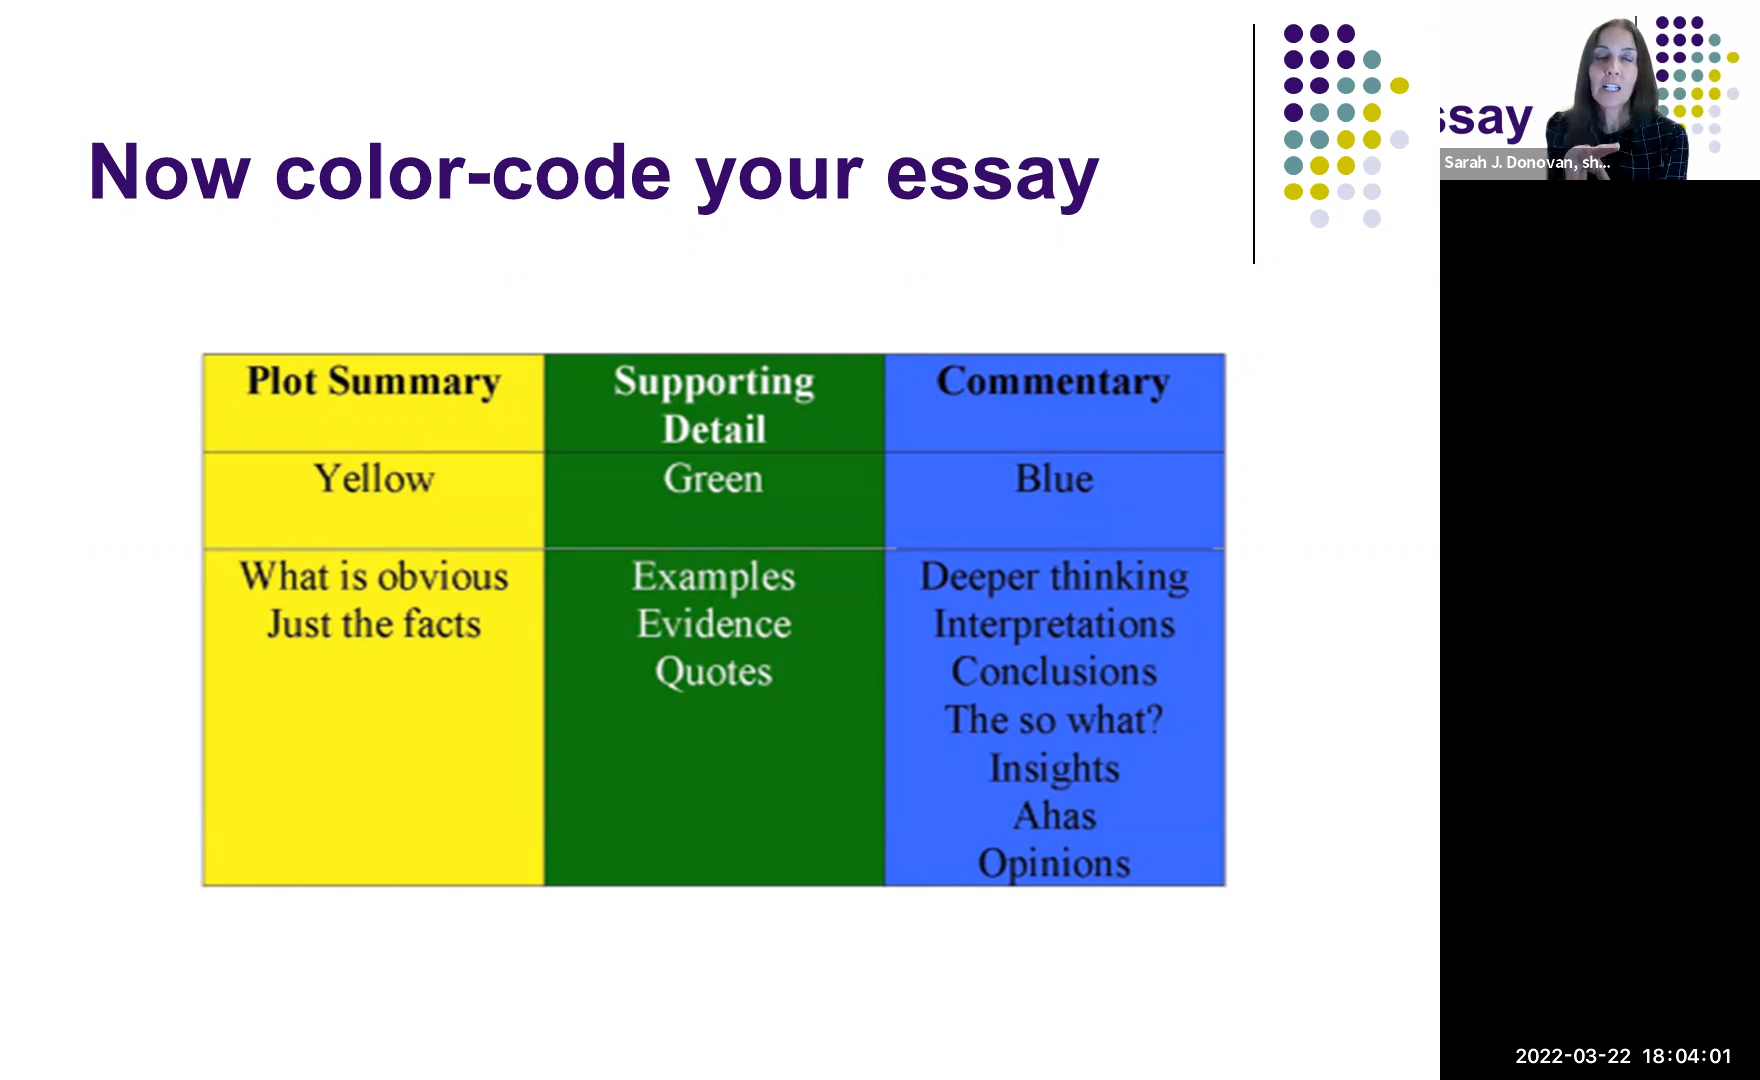 Now color-code your essay
Plot Summary
Supporting
Detail
Commentary
Yellow
Green
Blue
What is obvious
Just the facts
Examples
Evidence
Quotes
Deeper thinking
Interpretations
Conclusions
The so what?
Insights
Ahas
Opinions
ssay
Sarah J. Donovan, sh...
2022-03-22 18:04:01